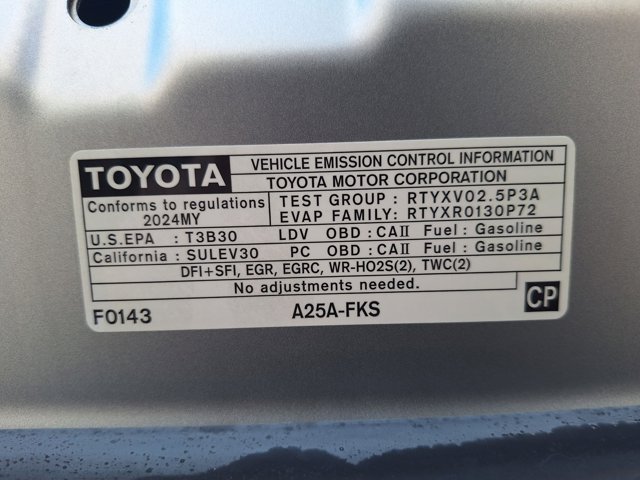 TOYOTA
VEHICLE EMISSION CONTROL INFORMATION
TOYOTA MOTOR CORPORATION
Conforms to regulations
2024MY
TEST GROUP : RTYXV02.5P3A
EVAP FAMILY: RTYXR0130P72
U.S.EPA : T3B30 LDV OBD : CAII Fuel : Gasoline
California : SULEV30 PC OBD : CAII Fuel : Gasoline
DFI+SFI, EGR, EGRC, WR-HO2S(2), TWC(2)
No adjustments needed.
F0143 A25A-FKS CP